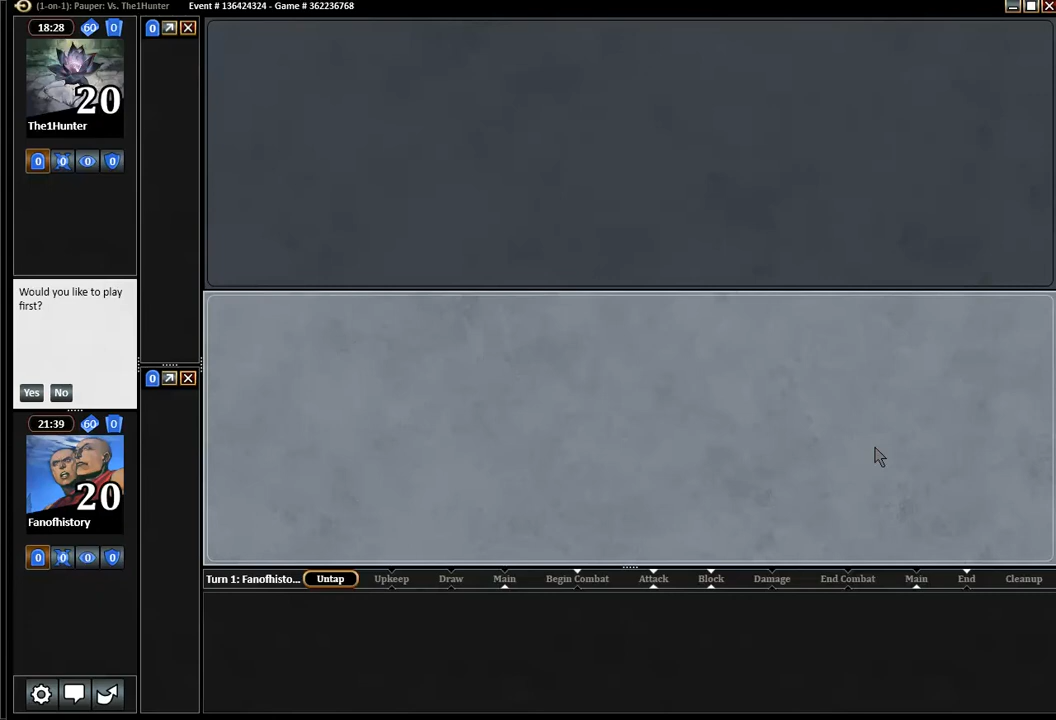 (1-on-1): Pauper: Vs. The1Hunter Event # 136424324 - Game # 362236768
18:28 60 0
0
20
The1Hunter
0 0 0 0
Would you like to play
first?
Yes No
21:39 60 0
0
20
Fanofhistory
0 0 0 0
Turn 1: Fanofhisto... Untap Upkeep Draw Main Begin Combat Attack Block Damage End Combat Main End Cleanup